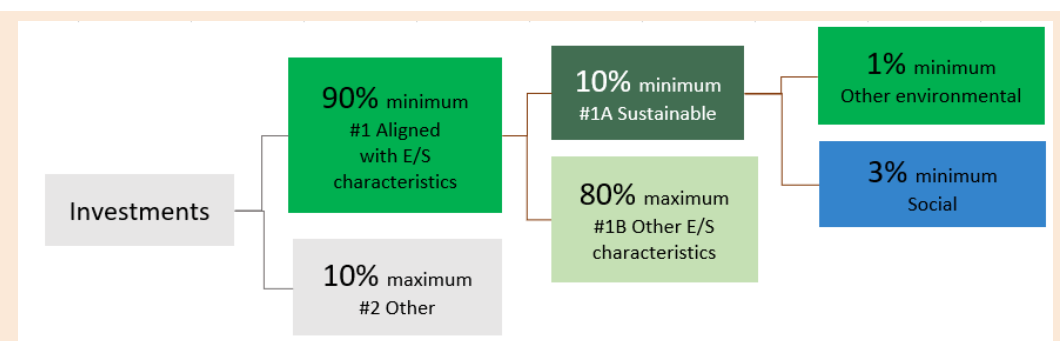 Investments
90% minimum
#1 Aligned
with E/S
characteristics
10% maximum
#2 Other
10% minimum
#1A Sustainable
80% maximum
#1B Other E/S
characteristics
1% minimum
Other environmental
3% minimum
Social